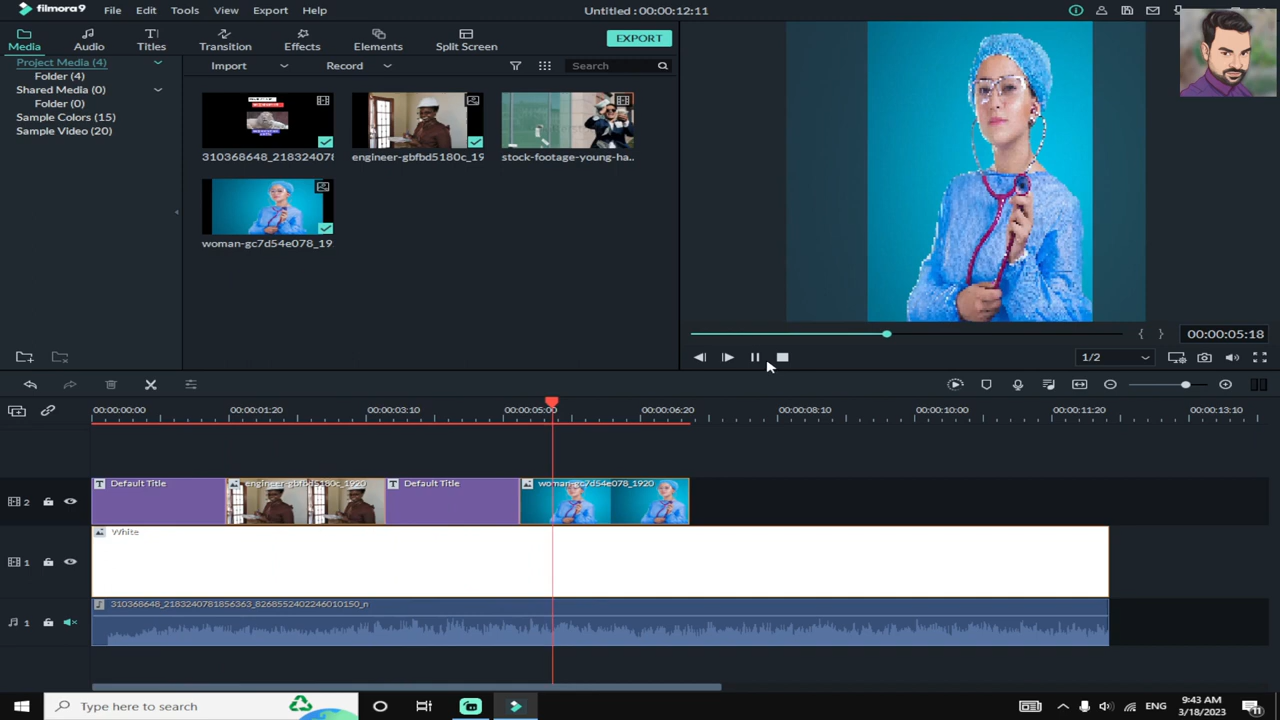 filmora9 File Edit Tools View Export Help Untitled : 00:00:12:11
Media Audio Titles Transition Effects Elements Split Screen EXPORT
Project Media (4)
Folder (4)
Shared Media (0)
Folder (0)
Sample Colors (15)
Sample Video (20)
Import Record Search
310368648_218324078
engineer-gbfbd5180c_19
stock-footage-young-ha..
woman-gc7d54e078_19
00:00:05:18
1/2
00:00:00:00 00:00:01:20 00:00:03:10 00:00:05:00 00:00:06:20 00:00:08:10 00:00:10:00 00:00:11:20 00:00:13:10
2 T Default Title engineer-gbfbd5180c_1920 T Default Title woman-gc7d54e078_1920
1 White
1 310368648_2183240781856363_8268552402246010150_n
Type here to search
ENG
9:43 AM
3/18/2023
11